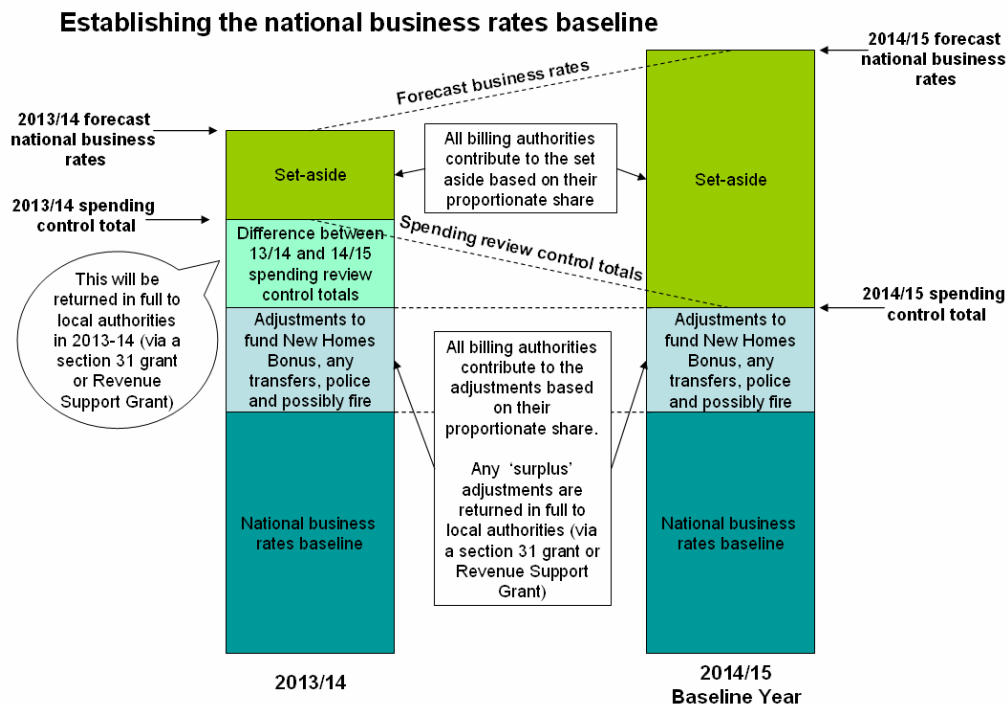 Establishing the national business rates baseline
2014/15 forecast
national business
rates
Forecast business rates
2013/14 forecast
national business
rates
Set-aside
All billing authorities
contribute to the set
aside based on their
proportionate share
Set-aside
2013/14 spending
control total
Spending review control totals
Difference between
13/14 and 14/15
spending review
control totals
This will be
returned in full to
local authorities
in 2013-14 (via a
section 31 grant
or Revenue
Support Grant)
2014/15 spending
control total
Adjustments to
fund New Homes
Bonus, any
transfers, police
and possibly fire
All billing authorities
contribute to the
adjustments based
on their
proportionate share.
Any ‘surplus’
adjustments are
returned in full to
local authorities (via
a section 31 grant or
Revenue Support
Grant)
Adjustments to
fund New Homes
Bonus, any
transfers, police
and possibly fire
National business
rates baseline
National business
rates baseline
2013/14
2014/15
Baseline Year